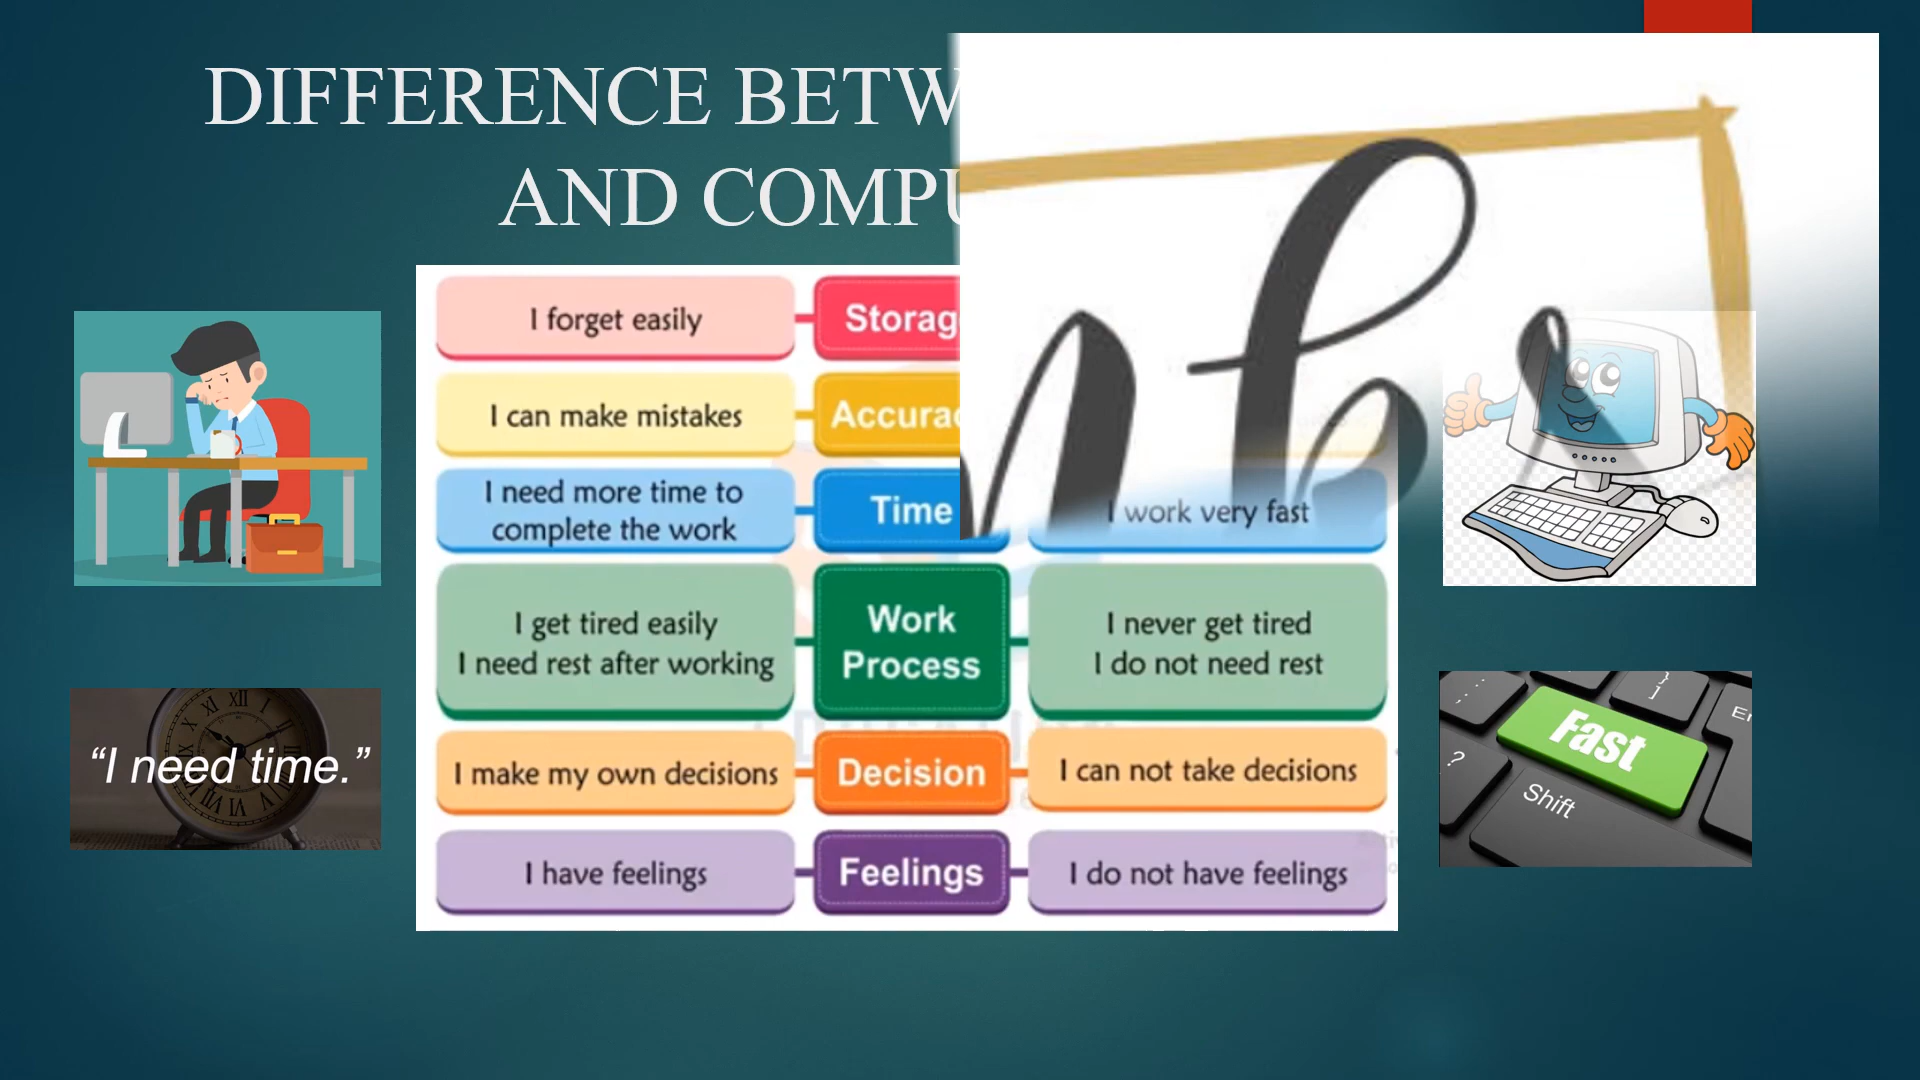 DIFFERENCE BETW
AND COMPU
I forget easily
Storag
I can make mistakes
Accurac
I need more time to
complete the work
Time
I work very fast
I get tired easily
I need rest after working
Work
Process
I never get tired
I do not need rest
I make my own decisions
Decision
I can not take decisions
I have feelings
Feelings
I do not have feelings
“I need time.”
Fast
Shift